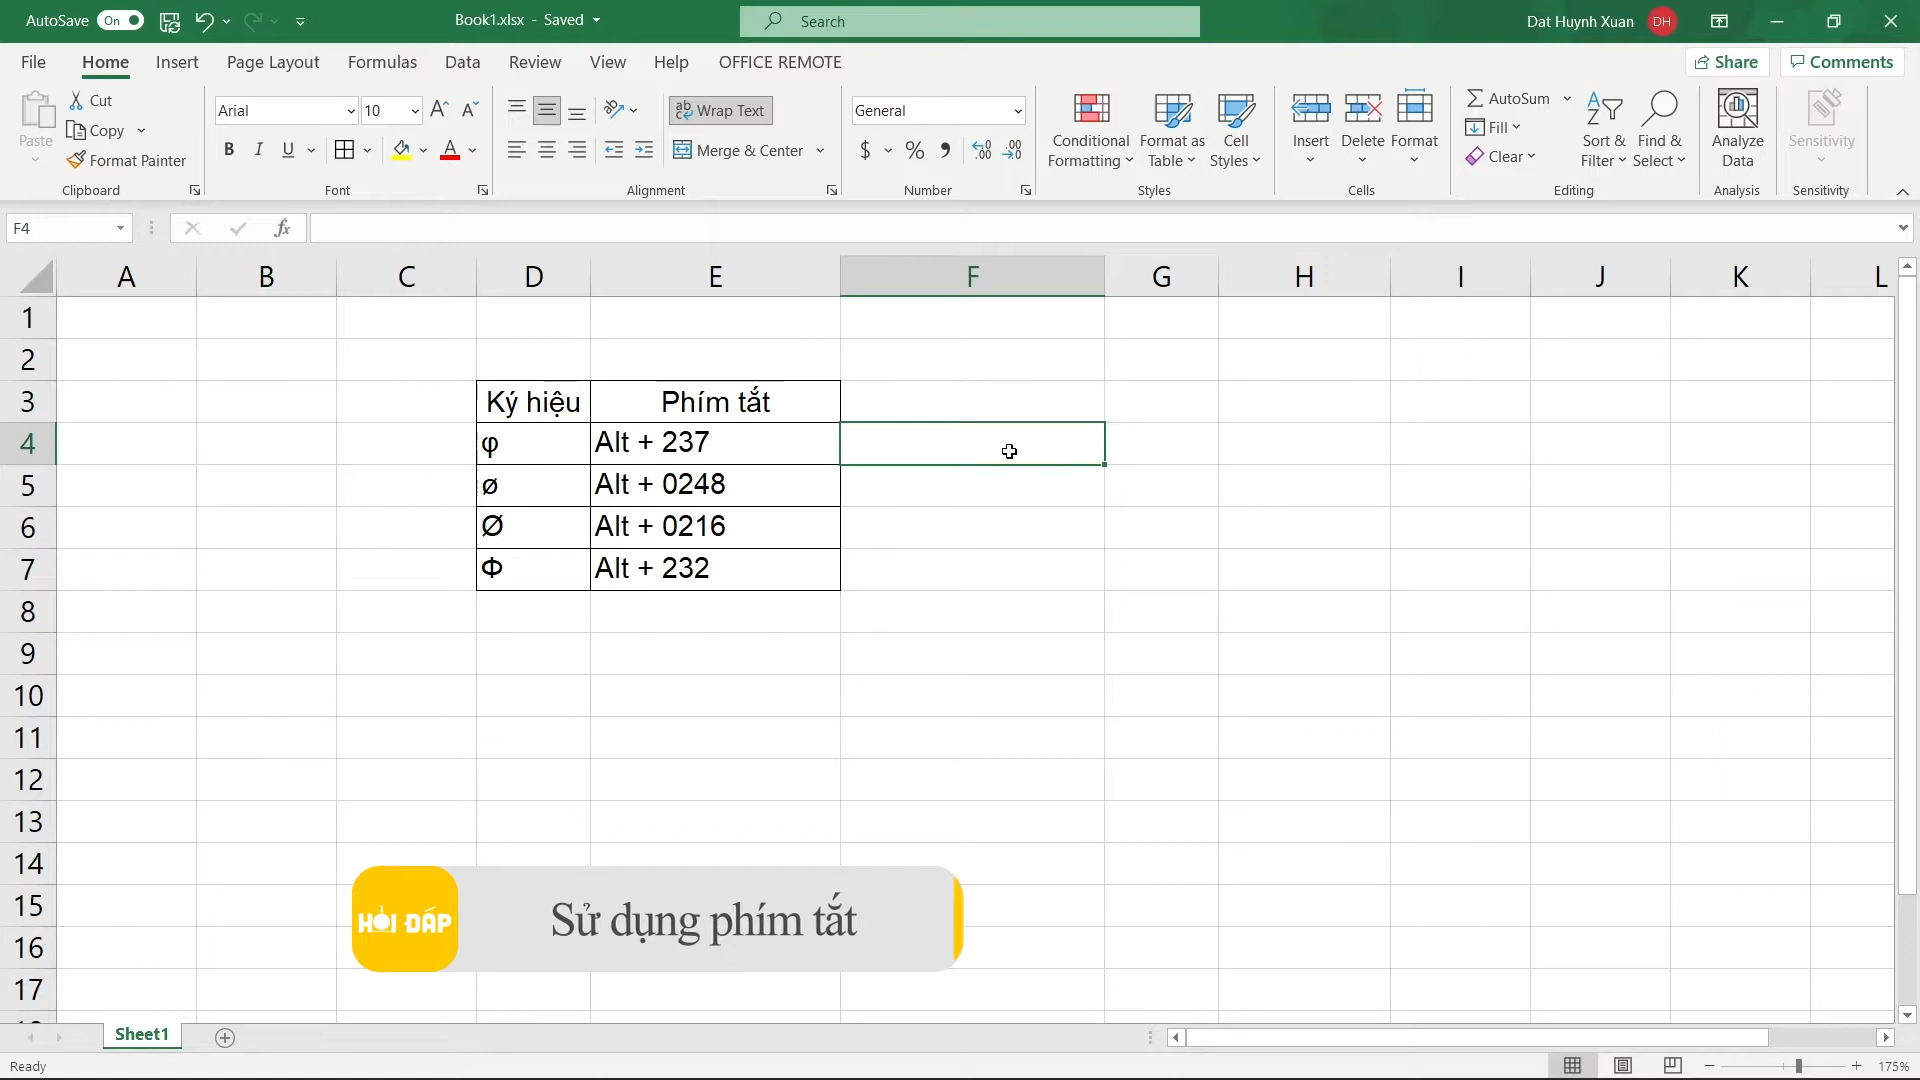 AutoSave On Book1.xlsx - Saved Search Dat Huynh Xuan DH
File Home Insert Page Layout Formulas Data Review View Help OFFICE REMOTE Share Comments
Paste Cut Copy Format Painter Clipboard
Arial 10 B I U A Font
Wrap Text Merge & Center Alignment
General $ % Number
Conditional Formatting Format as Table Cell Styles Styles
Insert Delete Format Cells
AutoSum Fill Clear Sort & Filter Find & Select Editing
Analyze Data Analysis
Sensitivity Sensitivity
F4 fx
A B C D E F G H I J K L
1
2
3 Ký hiệu Phím tắt
4 φ Alt + 237
5 ø Alt + 0248
6 Ø Alt + 0216
7 Φ Alt + 232
8
9
10
11
12
13
14
15
16
17
HỎI ĐÁP Sử dụng phím tắt
Sheet1
Ready 175%